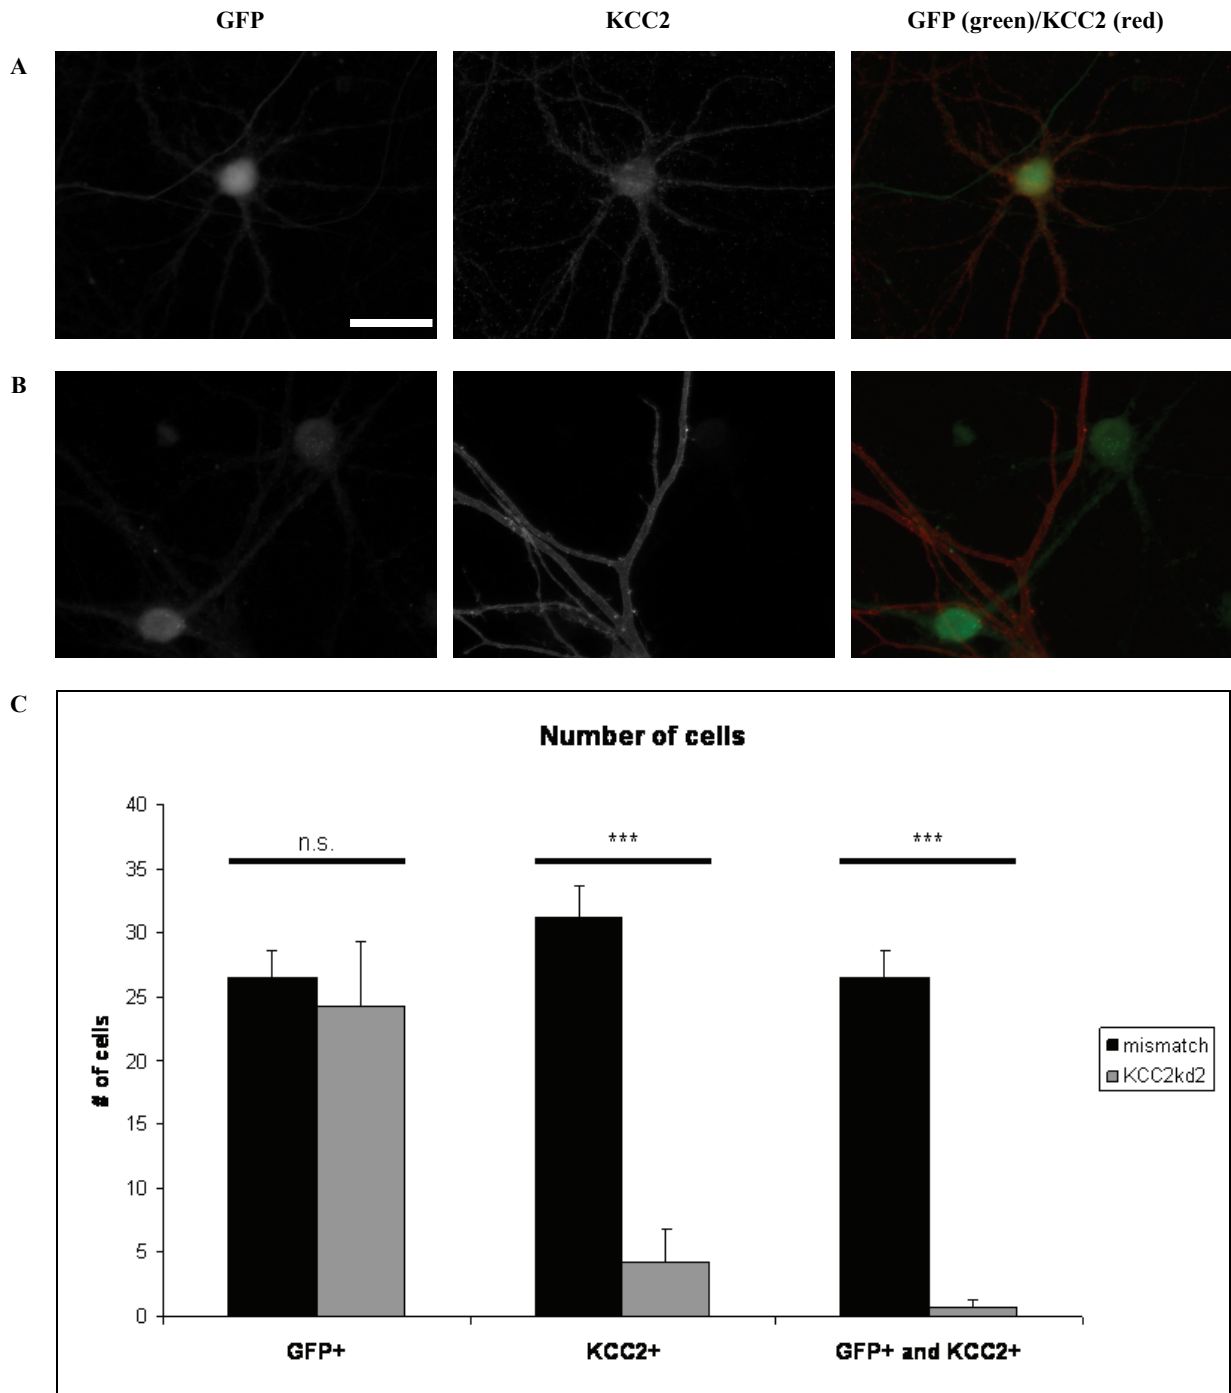 GFP KCC2 GFP (green)/KCC2 (red)
A
B
C
Number of cells
40
35
30
25
20
15
10
5
0
# of cells
n.s.
***
***
mismatch
KCC2kd2
GFP+ KCC2+ GFP+ and KCC2+